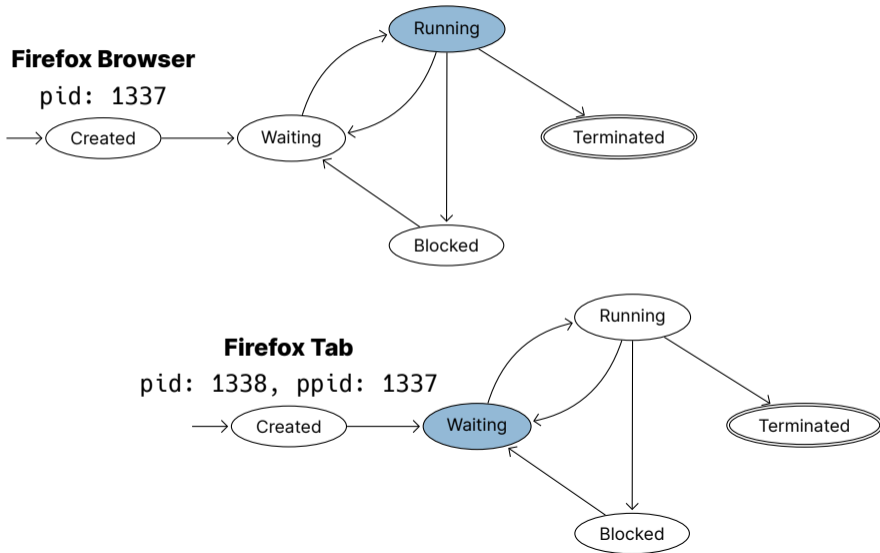 Running
Firefox Browser
pid: 1337
Created
Waiting
Terminated
Blocked
Running
Firefox Tab
pid: 1338, ppid: 1337
Created
Waiting
Terminated
Blocked